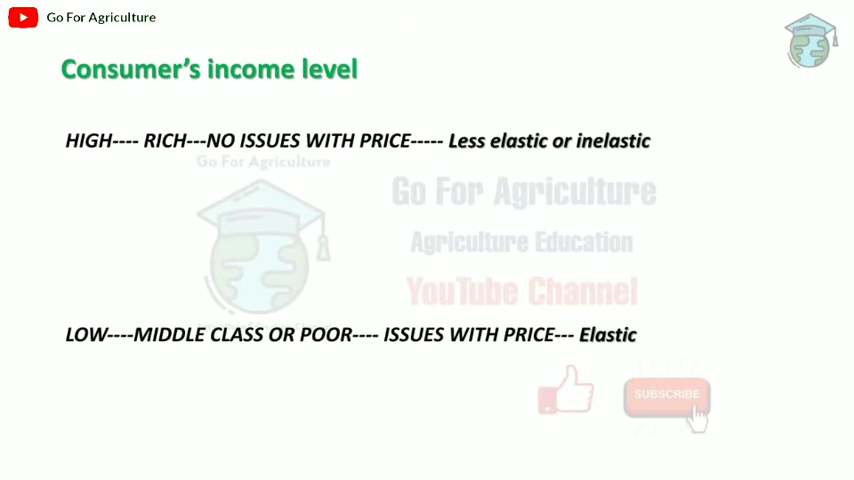 Go For Agriculture
Consumer's income level
HIGH---- RICH---NO ISSUES WITH PRICE----- Less elastic or inelastic
Go For Agriculture
Go For Agriculture
Agriculture Education
YouTube Channel
LOW----MIDDLE CLASS OR POOR---- ISSUES WITH PRICE--- Elastic
SUBSCRIBE